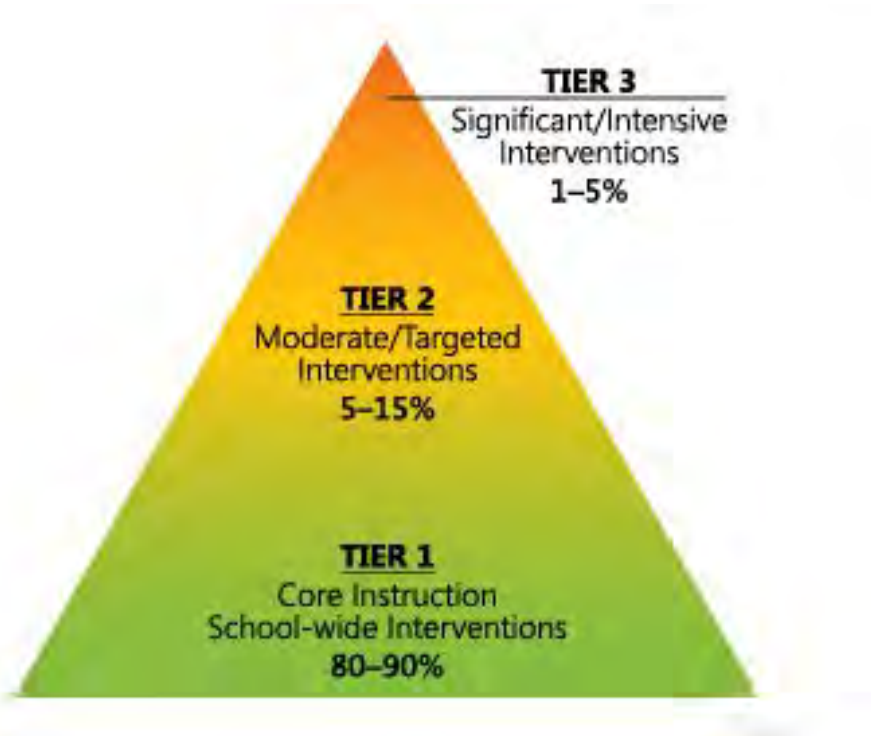 TIER 3
Significant/Intensive
Interventions
1–5%
TIER 2
Moderate/Targeted
Interventions
5–15%
TIER 1
Core Instruction
School-wide Interventions
80–90%